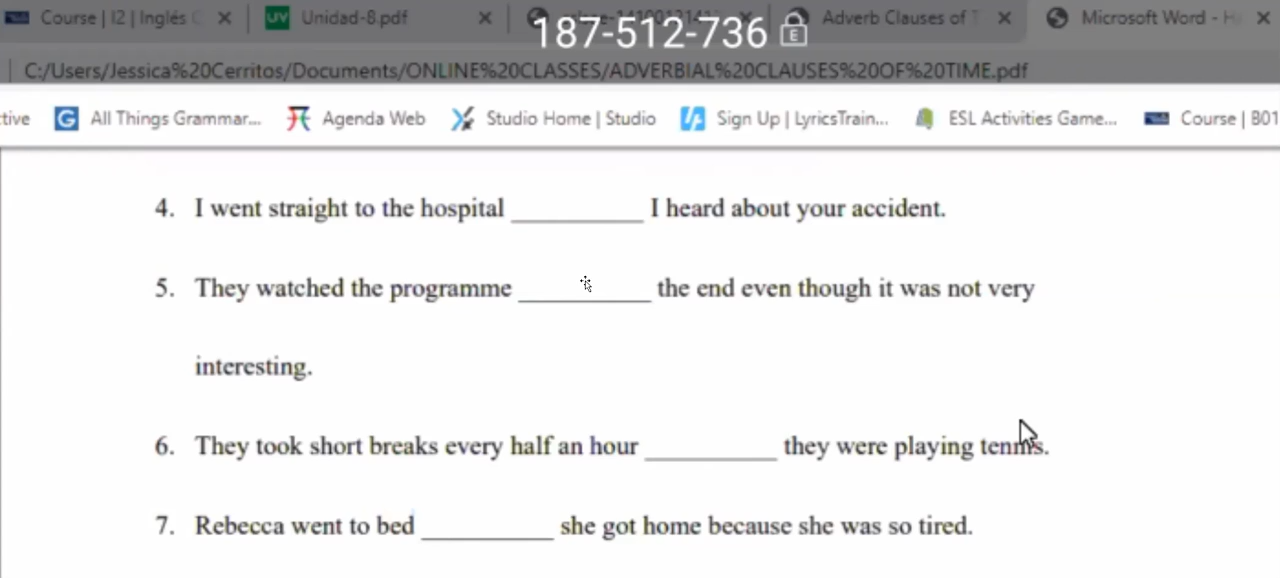 Course | I2 | Inglés
Unidad-8.pdf
Adverb Clauses of T
Microsoft Word - H
187-512-736
C:/Users/Jessica%20Cerritos/Documents/ONLINE%20CLASSES/ADVERBIAL%20CLAUSES%20OF%20TIME.pdf
ctive All Things Grammar... Agenda Web Studio Home | Studio Sign Up | LyricsTrain... ESL Activities Game... Course | B01
4. I went straight to the hospital __________ I heard about your accident.
5. They watched the programme __________ the end even though it was not very
interesting.
6. They took short breaks every half an hour __________ they were playing tennis.
7. Rebecca went to bed __________ she got home because she was so tired.